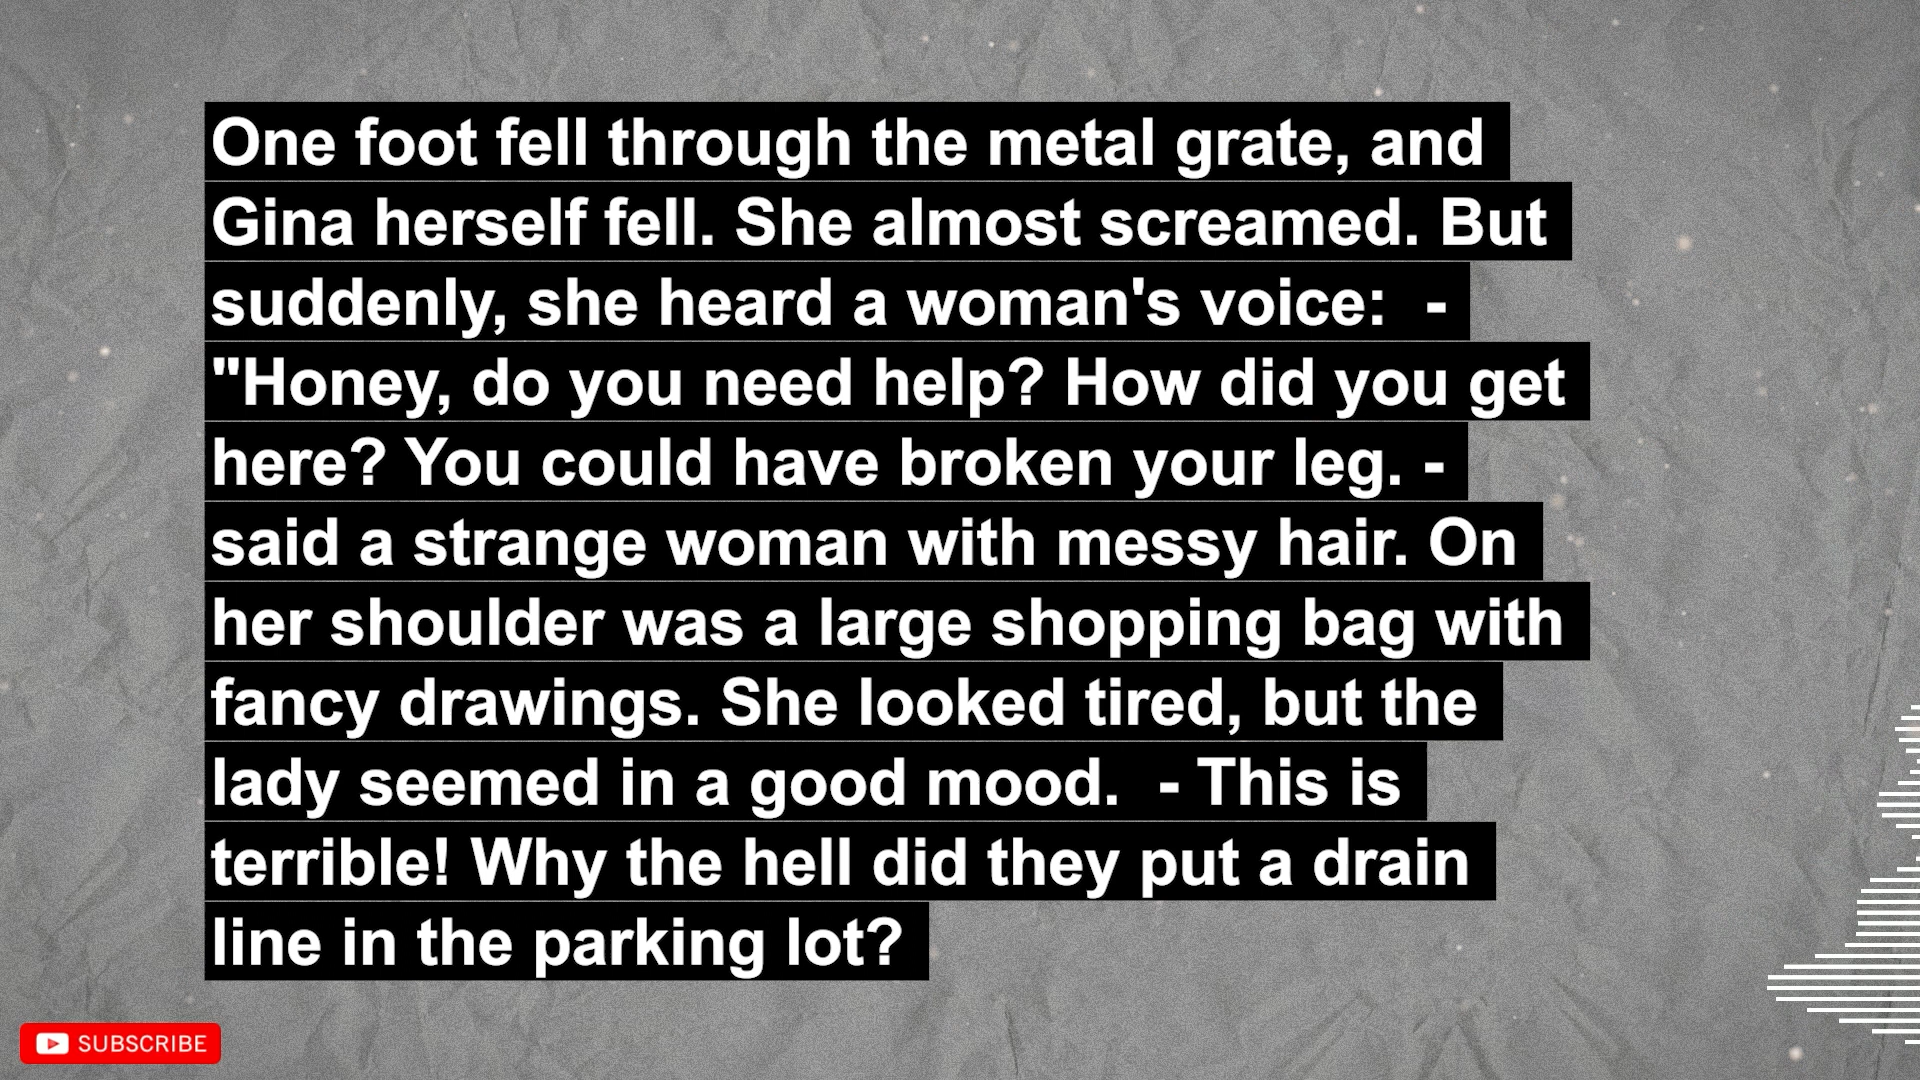 One foot fell through the metal grate, and
Gina herself fell. She almost screamed. But
suddenly, she heard a woman's voice:  -
"Honey, do you need help? How did you get
here? You could have broken your leg. -
said a strange woman with messy hair. On
her shoulder was a large shopping bag with
fancy drawings. She looked tired, but the
lady seemed in a good mood.  - This is
terrible! Why the hell did they put a drain
line in the parking lot?
SUBSCRIBE